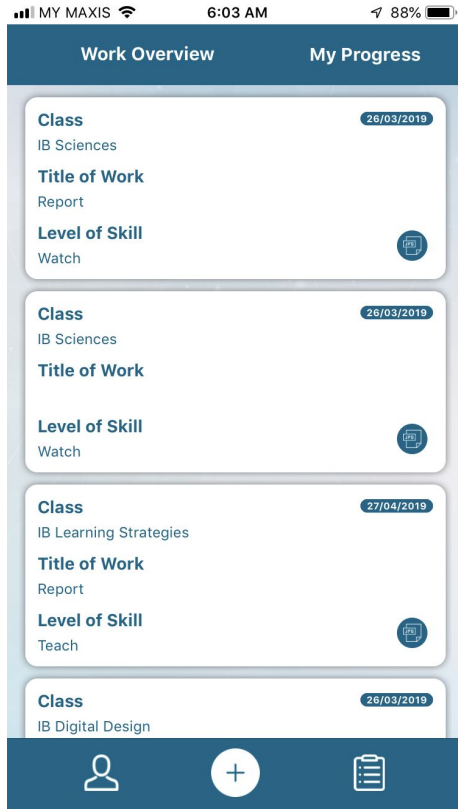 MY MAXIS 6:03 AM 88%
Work Overview My Progress
Class 26/03/2019
IB Sciences
Title of Work
Report
Level of Skill
Watch
JPG
Class 26/03/2019
IB Sciences
Title of Work
Level of Skill
Watch
JPG
Class 27/04/2019
IB Learning Strategies
Title of Work
Report
Level of Skill
Teach
JPG
Class 26/03/2019
IB Digital Design